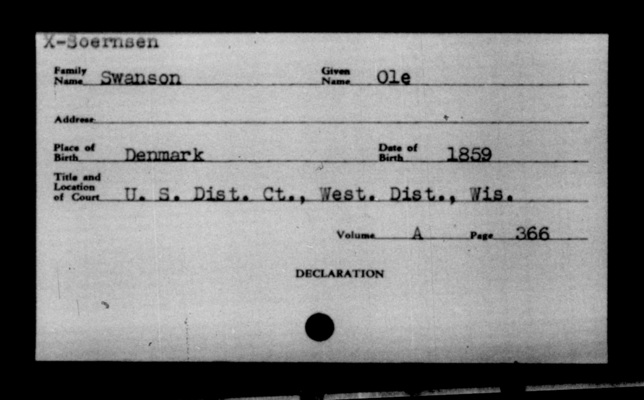 X-Soernsen
Family Name Swanson Given Name Ole
Address
Place of Birth Denmark Date of Birth 1859
Title and Location of Court U. S. Dist. Ct., West. Dist., Wis.
Volume A Page 366
DECLARATION